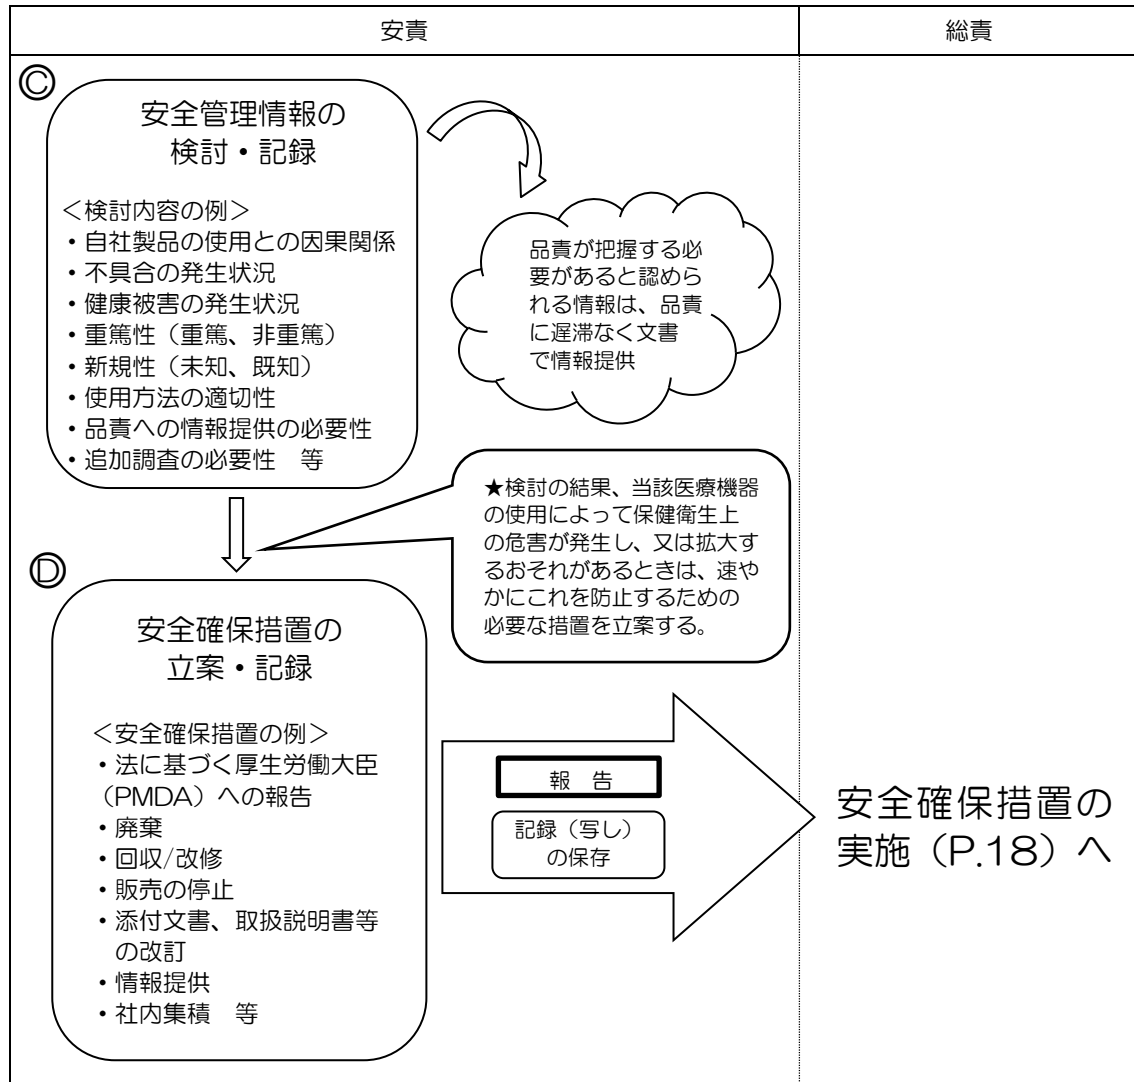 安責
総責
Ⓒ
安全管理情報の
検討・記録
<検討内容の例>
・自社製品の使用との因果関係
・不具合の発生状況
・健康被害の発生状況
・重篤性（重篤、非重篤）
・新規性（未知、既知）
・使用方法の適切性
・品責への情報提供の必要性
・追加調査の必要性　等
品責が把握する必
要があると認めら
れる情報は、品責
に遅滞なく文書
で情報提供
★検討の結果、当該医療機器
の使用によって保健衛生上
の危害が発生し、又は拡大す
るおそれがあるときは、速や
かにこれを防止するための
必要な措置を立案する。
Ⓓ
安全確保措置の
立案・記録
<安全確保措置の例>
・法に基づく厚生労働大臣
（PMDA）への報告
・廃棄
・回収/改修
・販売の停止
・添付文書、取扱説明書等
の改訂
・情報提供
・社内集積　等
報　告
記録（写し）
の保存
安全確保措置の
実施（P.18）へ